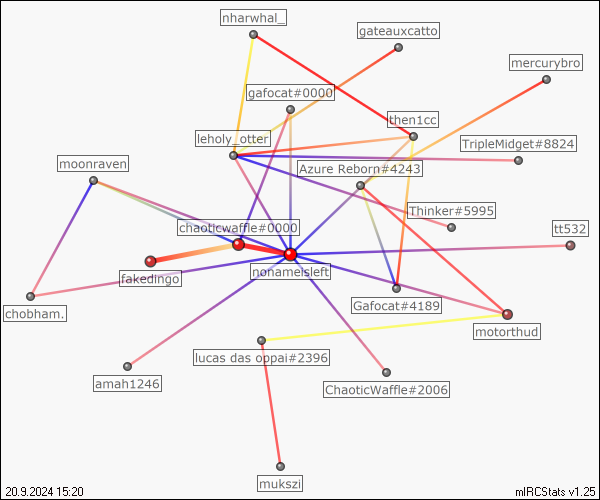 nharwhal_
gateauxcatto
mercurybro
gafocat#0000
then1cc
leholy_otter
TripleMidget#8824
moonraven
Azure Reborn#4243
Thinker#5995
chaoticwaffle#0000
tt532
fakedingo
nonameisleft
chobham.
Gafocat#4189
motorthud
lucas das oppai#2396
amah1246
ChaoticWaffle#2006
mukszi
20.9.2024 15:20
mIRCStats v1.25